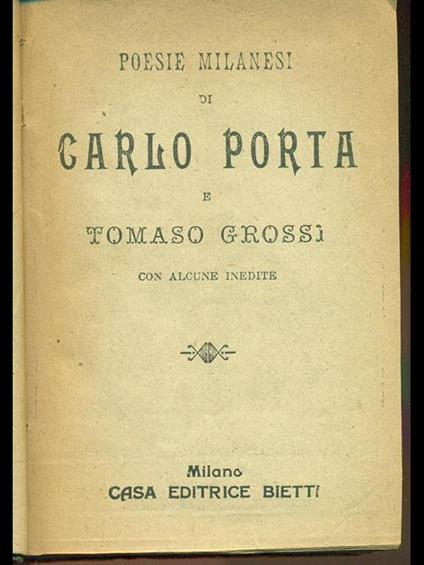 POESIE MILANESI
DI
CARLO PORTA
E
TOMASO GROSSI
CON ALCUNE INEDITE
Milano
CASA EDITRICE BIETTI